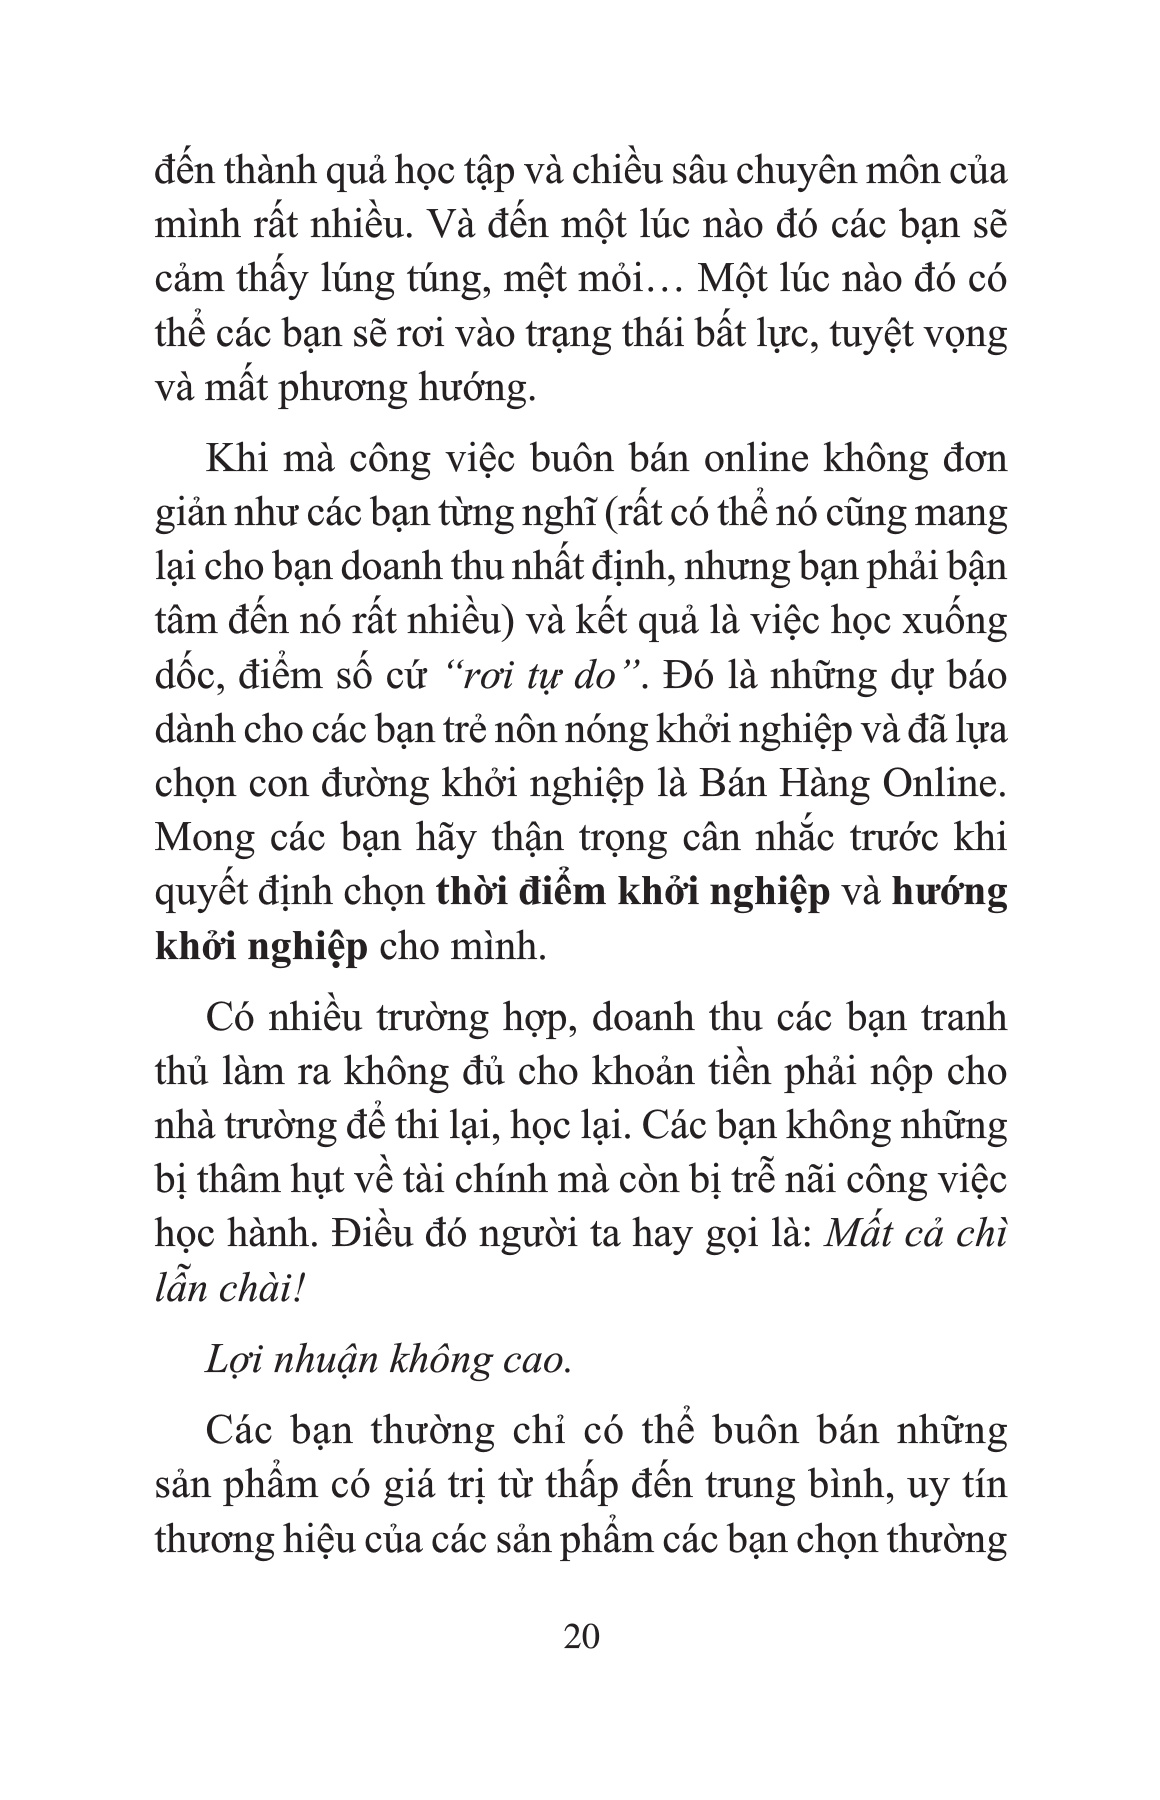 đến thành quả học tập và chiều sâu chuyên môn của
mình rất nhiều. Và đến một lúc nào đó các bạn sẽ
cảm thấy lúng túng, mệt mỏi… Một lúc nào đó có
thể các bạn sẽ rơi vào trạng thái bất lực, tuyệt vọng
và mất phương hướng.
Khi mà công việc buôn bán online không đơn
giản như các bạn từng nghĩ (rất có thể nó cũng mang
lại cho bạn doanh thu nhất định, nhưng bạn phải bận
tâm đến nó rất nhiều) và kết quả là việc học xuống
dốc, điểm số cứ “rơi tự do”. Đó là những dự báo
dành cho các bạn trẻ nôn nóng khởi nghiệp và đã lựa
chọn con đường khởi nghiệp là Bán Hàng Online.
Mong các bạn hãy thận trọng cân nhắc trước khi
quyết định chọn thời điểm khởi nghiệp và hướng
khởi nghiệp cho mình.
Có nhiều trường hợp, doanh thu các bạn tranh
thủ làm ra không đủ cho khoản tiền phải nộp cho
nhà trường để thi lại, học lại. Các bạn không những
bị thâm hụt về tài chính mà còn bị trễ nãi công việc
học hành. Điều đó người ta hay gọi là: Mất cả chì
lẫn chài!
Lợi nhuận không cao.
Các bạn thường chỉ có thể buôn bán những
sản phẩm có giá trị từ thấp đến trung bình, uy tín
thương hiệu của các sản phẩm các bạn chọn thường
20